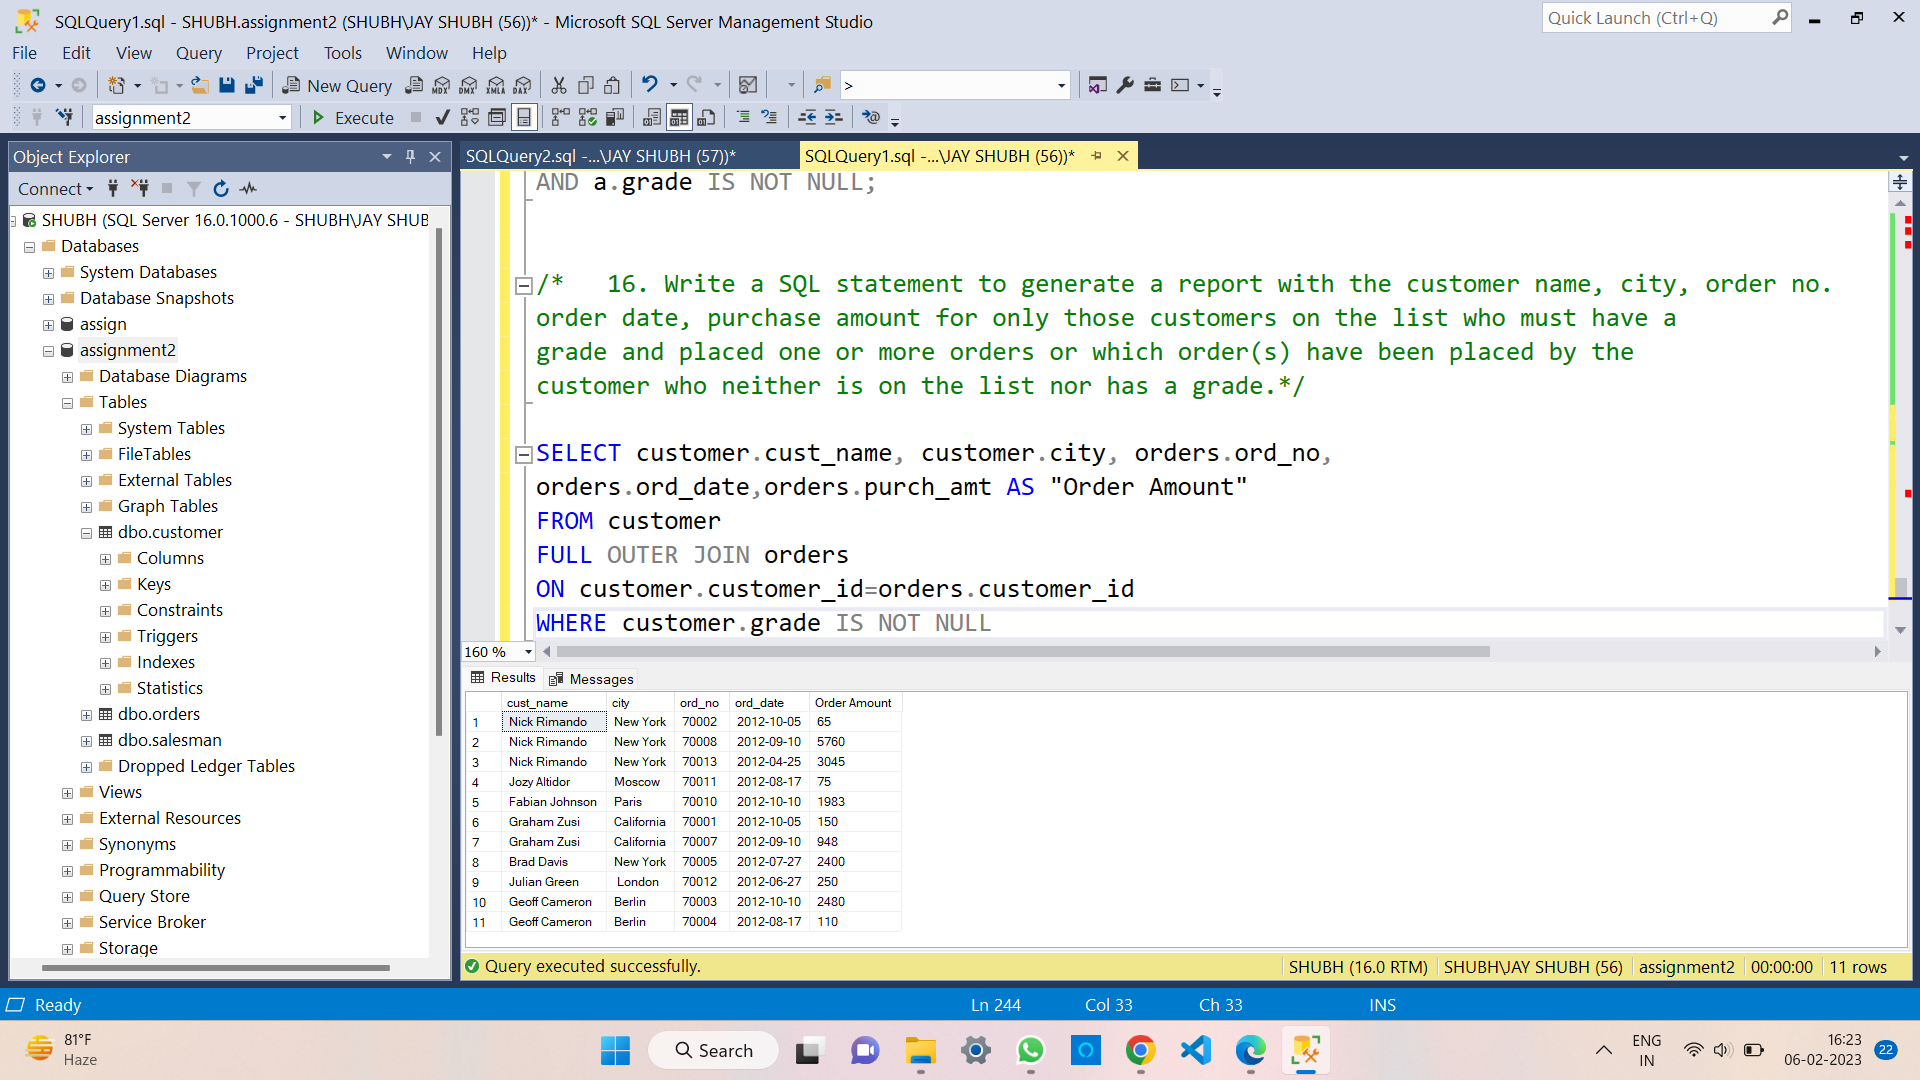 SQLQuery1.sql - SHUBH.assignment2 (SHUBH\JAY SHUBH (56))* - Microsoft SQL Server Management Studio
Quick Launch (Ctrl+Q)
File Edit View Query Project Tools Window Help
New Query MDX DMX XMLA DAX >
assignment2 Execute
Object Explorer
Connect
SHUBH (SQL Server 16.0.1000.6 - SHUBH\JAY SHUB
Databases
System Databases
Database Snapshots
assign
assignment2
Database Diagrams
Tables
System Tables
FileTables
External Tables
Graph Tables
dbo.customer
Columns
Keys
Constraints
Triggers
Indexes
Statistics
dbo.orders
dbo.salesman
Dropped Ledger Tables
Views
External Resources
Synonyms
Programmability
Query Store
Service Broker
Storage
SQLQuery2.sql -...\JAY SHUBH (57))* SQLQuery1.sql -...\JAY SHUBH (56))*
AND a.grade IS NOT NULL;
/* 16. Write a SQL statement to generate a report with the customer name, city, order no.
order date, purchase amount for only those customers on the list who must have a
grade and placed one or more orders or which order(s) have been placed by the
customer who neither is on the list nor has a grade.*/
SELECT customer.cust_name, customer.city, orders.ord_no,
orders.ord_date,orders.purch_amt AS "Order Amount"
FROM customer
FULL OUTER JOIN orders
ON customer.customer_id=orders.customer_id
WHERE customer.grade IS NOT NULL
160 %
Results Messages
cust_name city ord_no ord_date Order Amount
1 Nick Rimando New York 70002 2012-10-05 65
2 Nick Rimando New York 70008 2012-09-10 5760
3 Nick Rimando New York 70013 2012-04-25 3045
4 Jozy Altidor Moscow 70011 2012-08-17 75
5 Fabian Johnson Paris 70010 2012-10-10 1983
6 Graham Zusi California 70001 2012-10-05 150
7 Graham Zusi California 70007 2012-09-10 948
8 Brad Davis New York 70005 2012-07-27 2400
9 Julian Green London 70012 2012-06-27 250
10 Geoff Cameron Berlin 70003 2012-10-10 2480
11 Geoff Cameron Berlin 70004 2012-08-17 110
Query executed successfully. SHUBH (16.0 RTM) SHUBH\JAY SHUBH (56) assignment2 00:00:00 11 rows
Ready Ln 244 Col 33 Ch 33 INS
81°F
Haze
Search
ENG
IN
16:23
06-02-2023
22